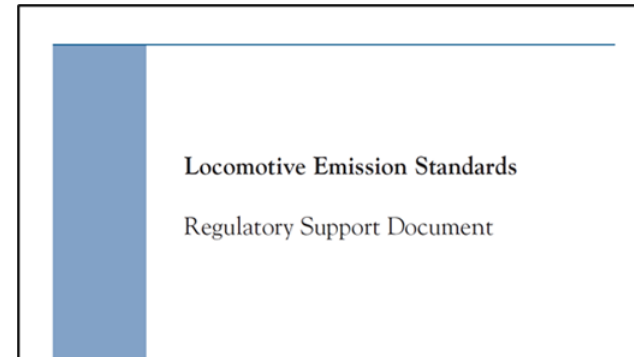 Locomotive Emission Standards
Regulatory Support Document